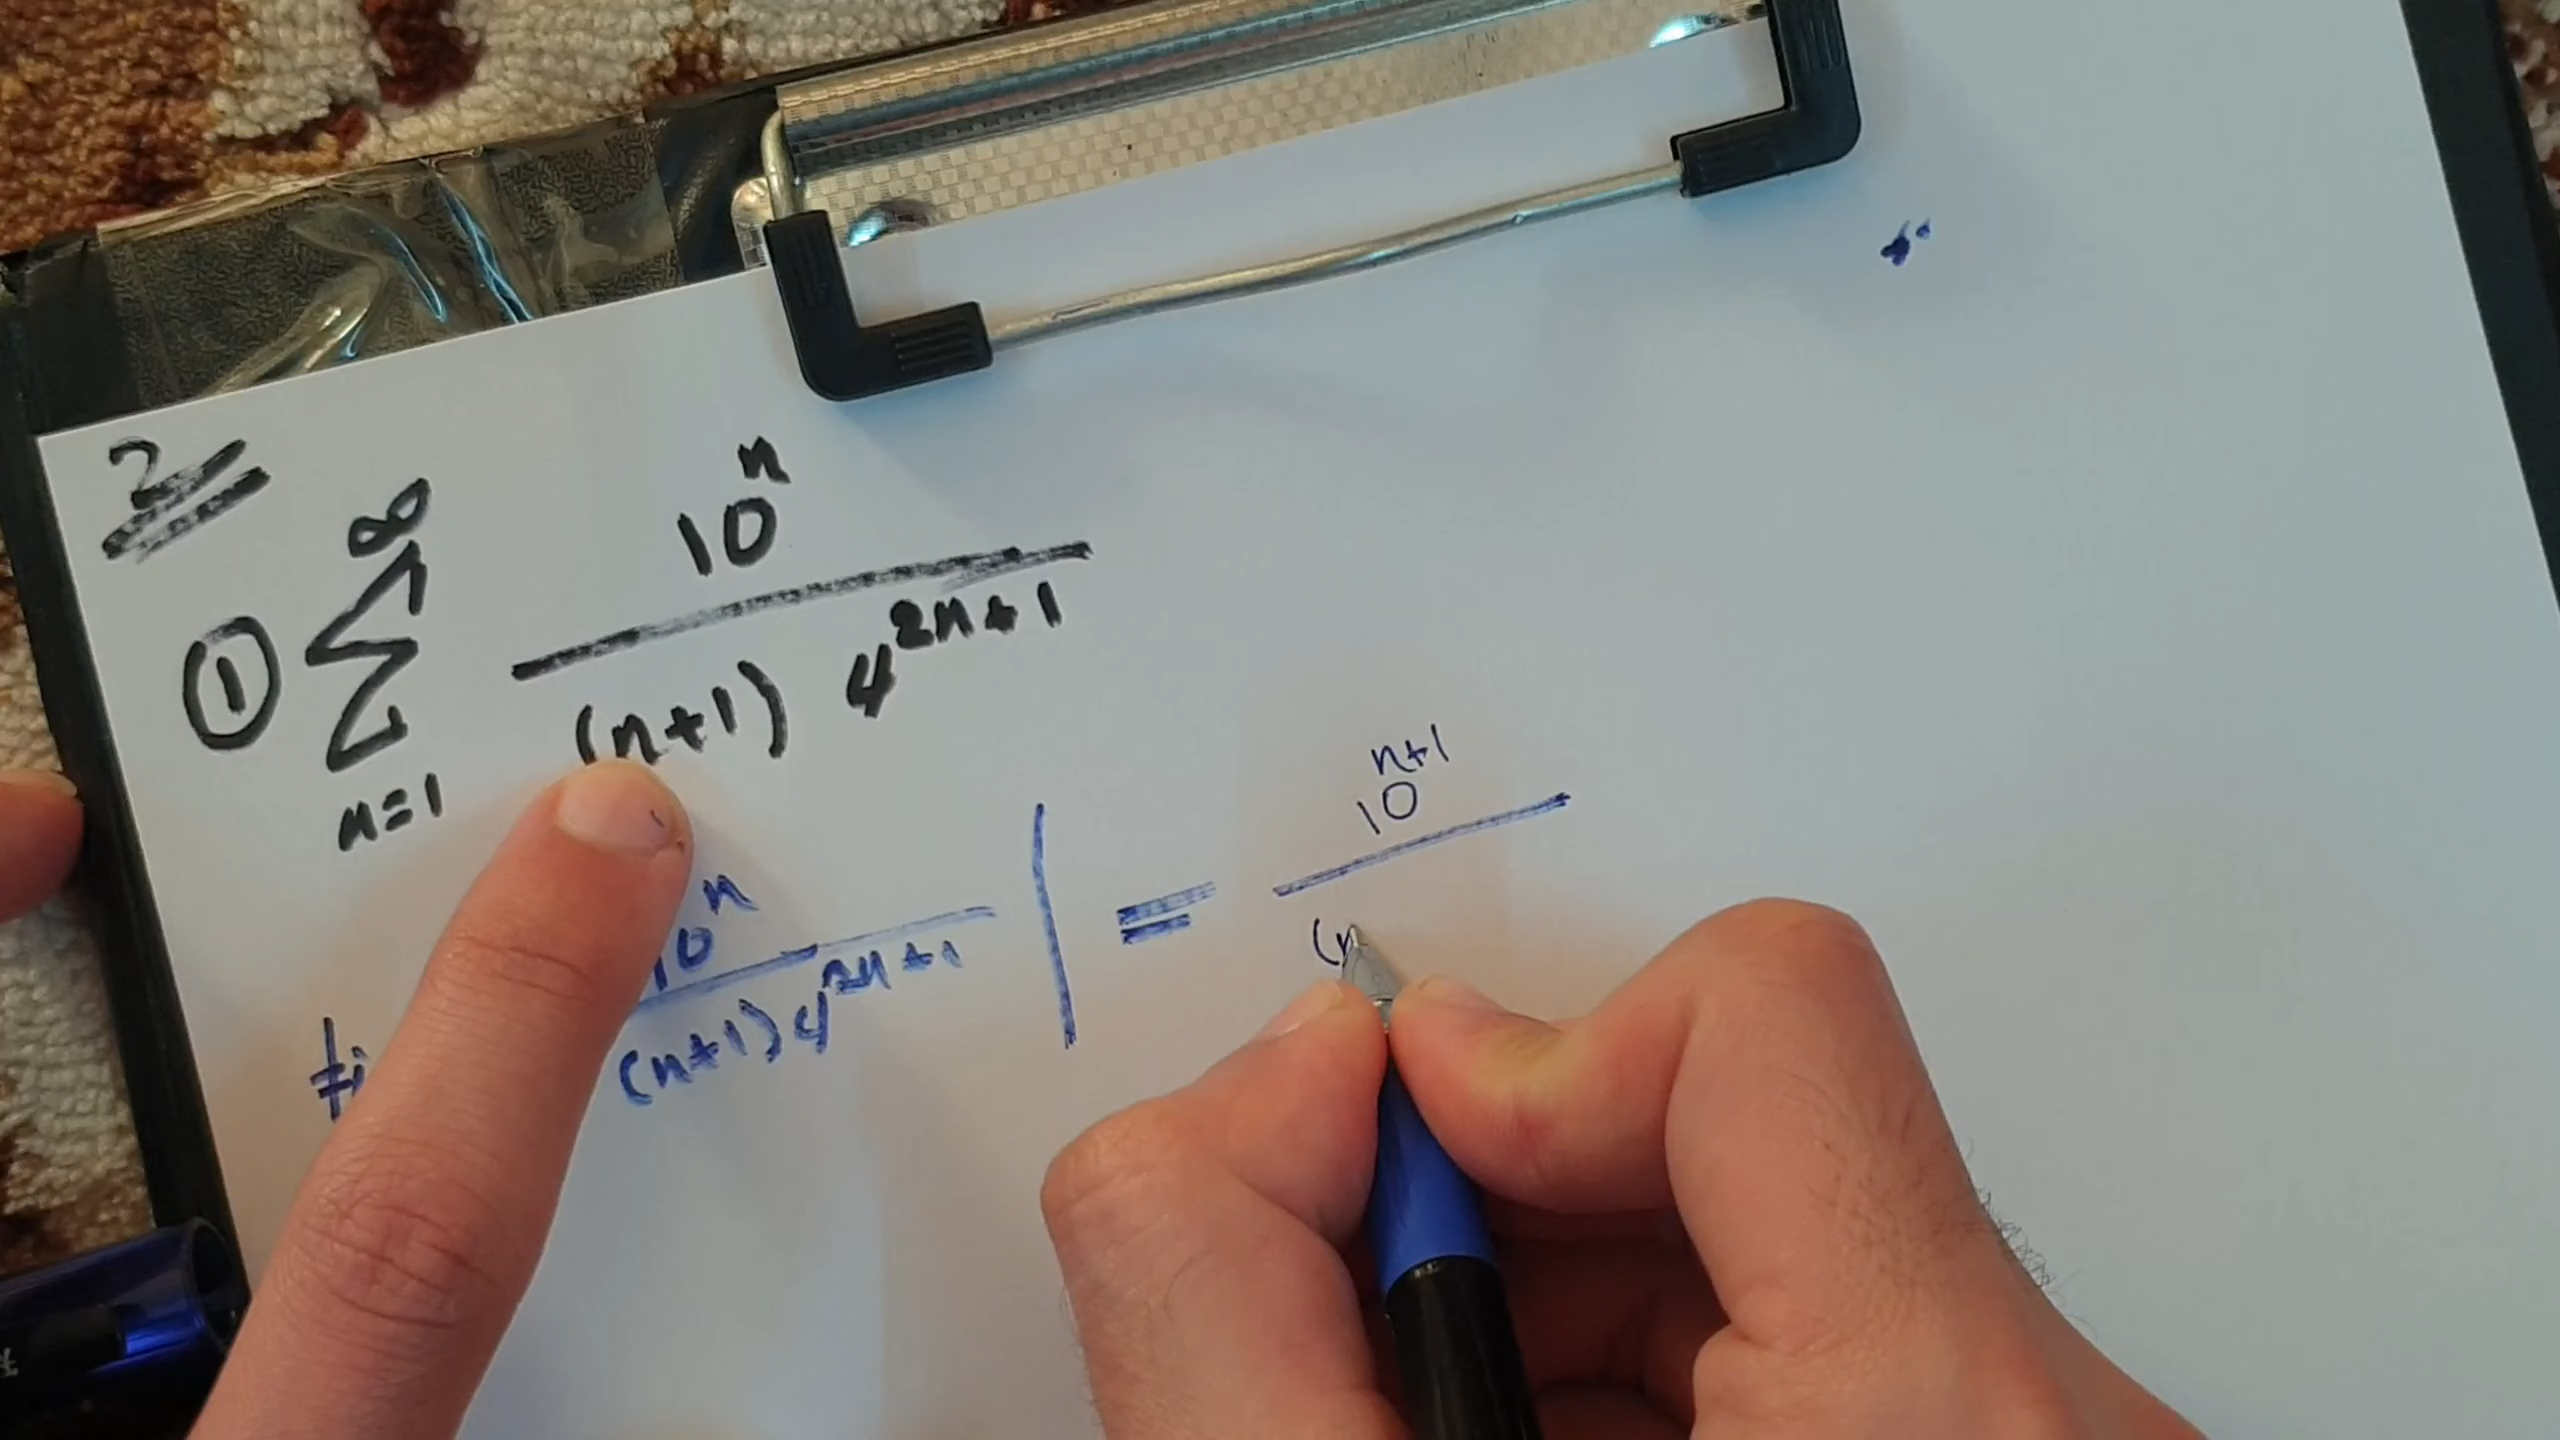 2
① ∞ Σ n=1 10^n / (n+1) 4^{2n+1}
10^n / (n+1) 4^{2n+1} | = 10^{n+1} / (n